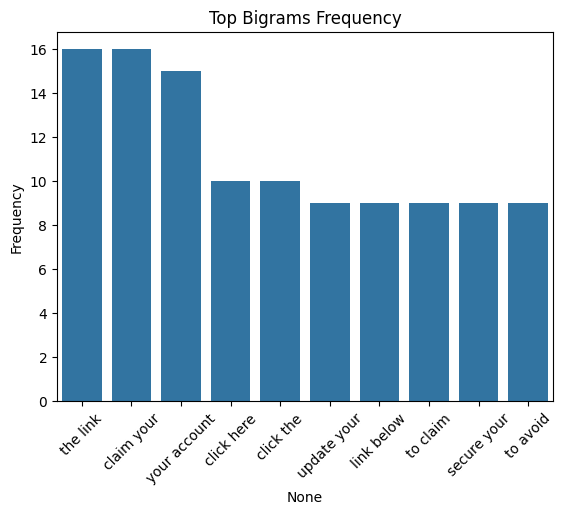 Top Bigrams Frequency
Frequency
16
14
12
10
8
6
4
2
0
the link
claim your
your account
click here
click the
update your
link below
to claim
secure your
to avoid
None